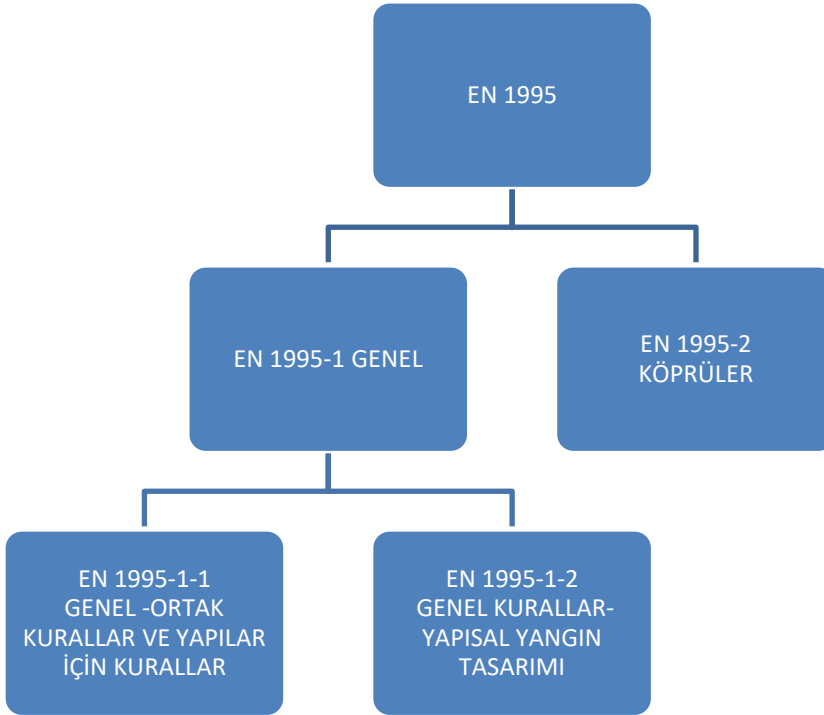 EN 1995
EN 1995-1 GENEL
EN 1995-2
KÖPRÜLER
EN 1995-1-1
GENEL -ORTAK
KURALLAR VE YAPILAR
İÇİN KURALLAR
EN 1995-1-2
GENEL KURALLAR-
YAPISAL YANGIN
TASARIMI